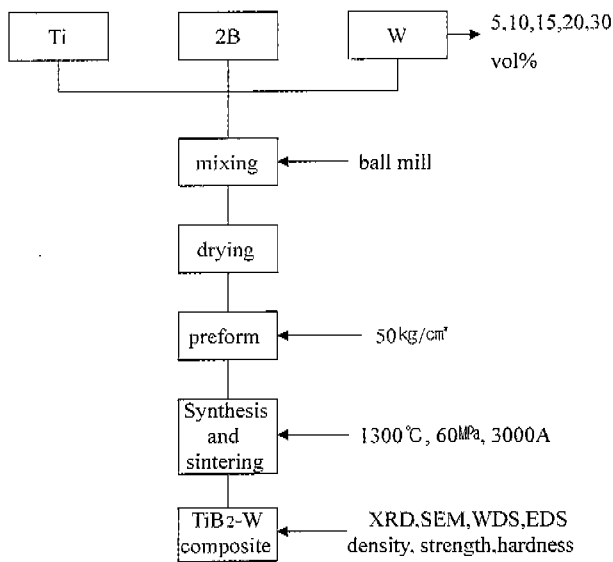 Ti
2B
W
5,10,15,20,30
vol%
mixing
ball mill
drying
preform
50㎏/㎠
Synthesis
and
sintering
1300℃, 60㎫, 3000A
TiB2-W
composite
XRD,SEM,WDS,EDS
density, strength,hardness